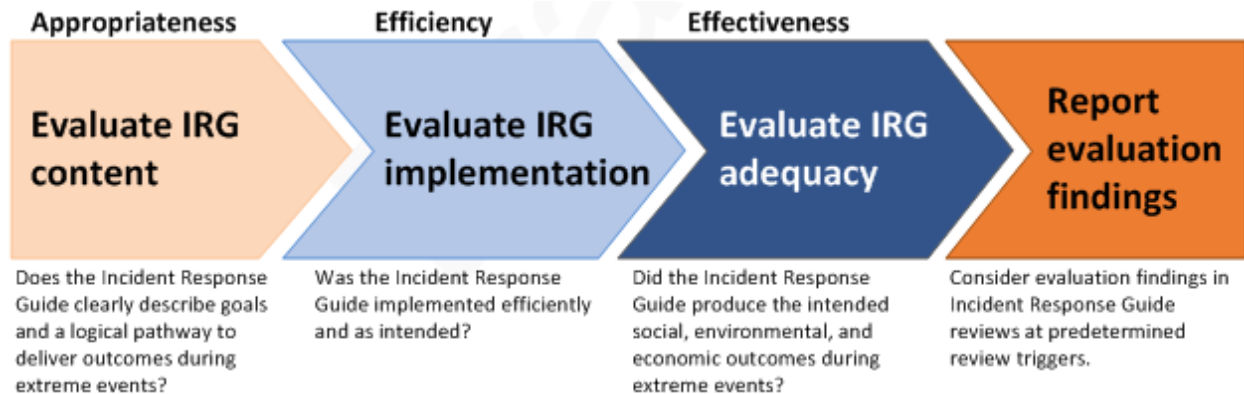 Appropriateness
Efficiency
Effectiveness
Evaluate IRG
content
Evaluate IRG
implementation
Evaluate IRG
adequacy
Report
evaluation
findings
Does the Incident Response
Guide clearly describe goals
and a logical pathway to
deliver outcomes during
extreme events?
Was the Incident Response
Guide implemented efficiently
and as intended?
Did the Incident Response
Guide produce the intended
social, environmental, and
economic outcomes during
extreme events?
Consider evaluation findings in
Incident Response Guide
reviews at predetermined
review triggers.